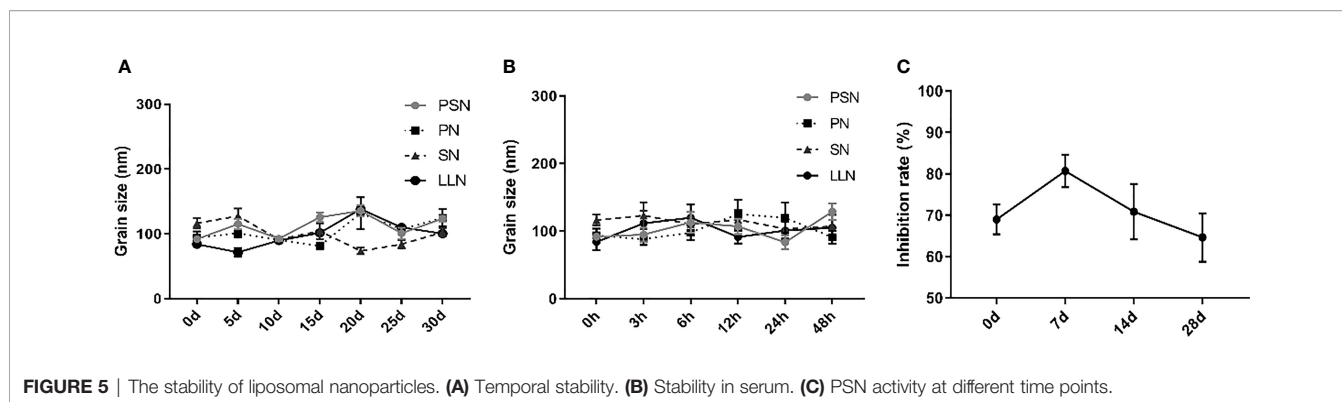 A
300
200
100
0
Grain size (nm)
0d
5d
10d
15d
20d
25d
30d
PSN
PN
SN
LLN
B
300
200
100
0
Grain size (nm)
0h
3h
6h
12h
24h
48h
PSN
PN
SN
LLN
C
100
90
80
70
60
50
Inhibition rate (%)
0d
7d
14d
28d
FIGURE 5 | The stability of liposomal nanoparticles. (A) Temporal stability. (B) Stability in serum. (C) PSN activity at different time points.